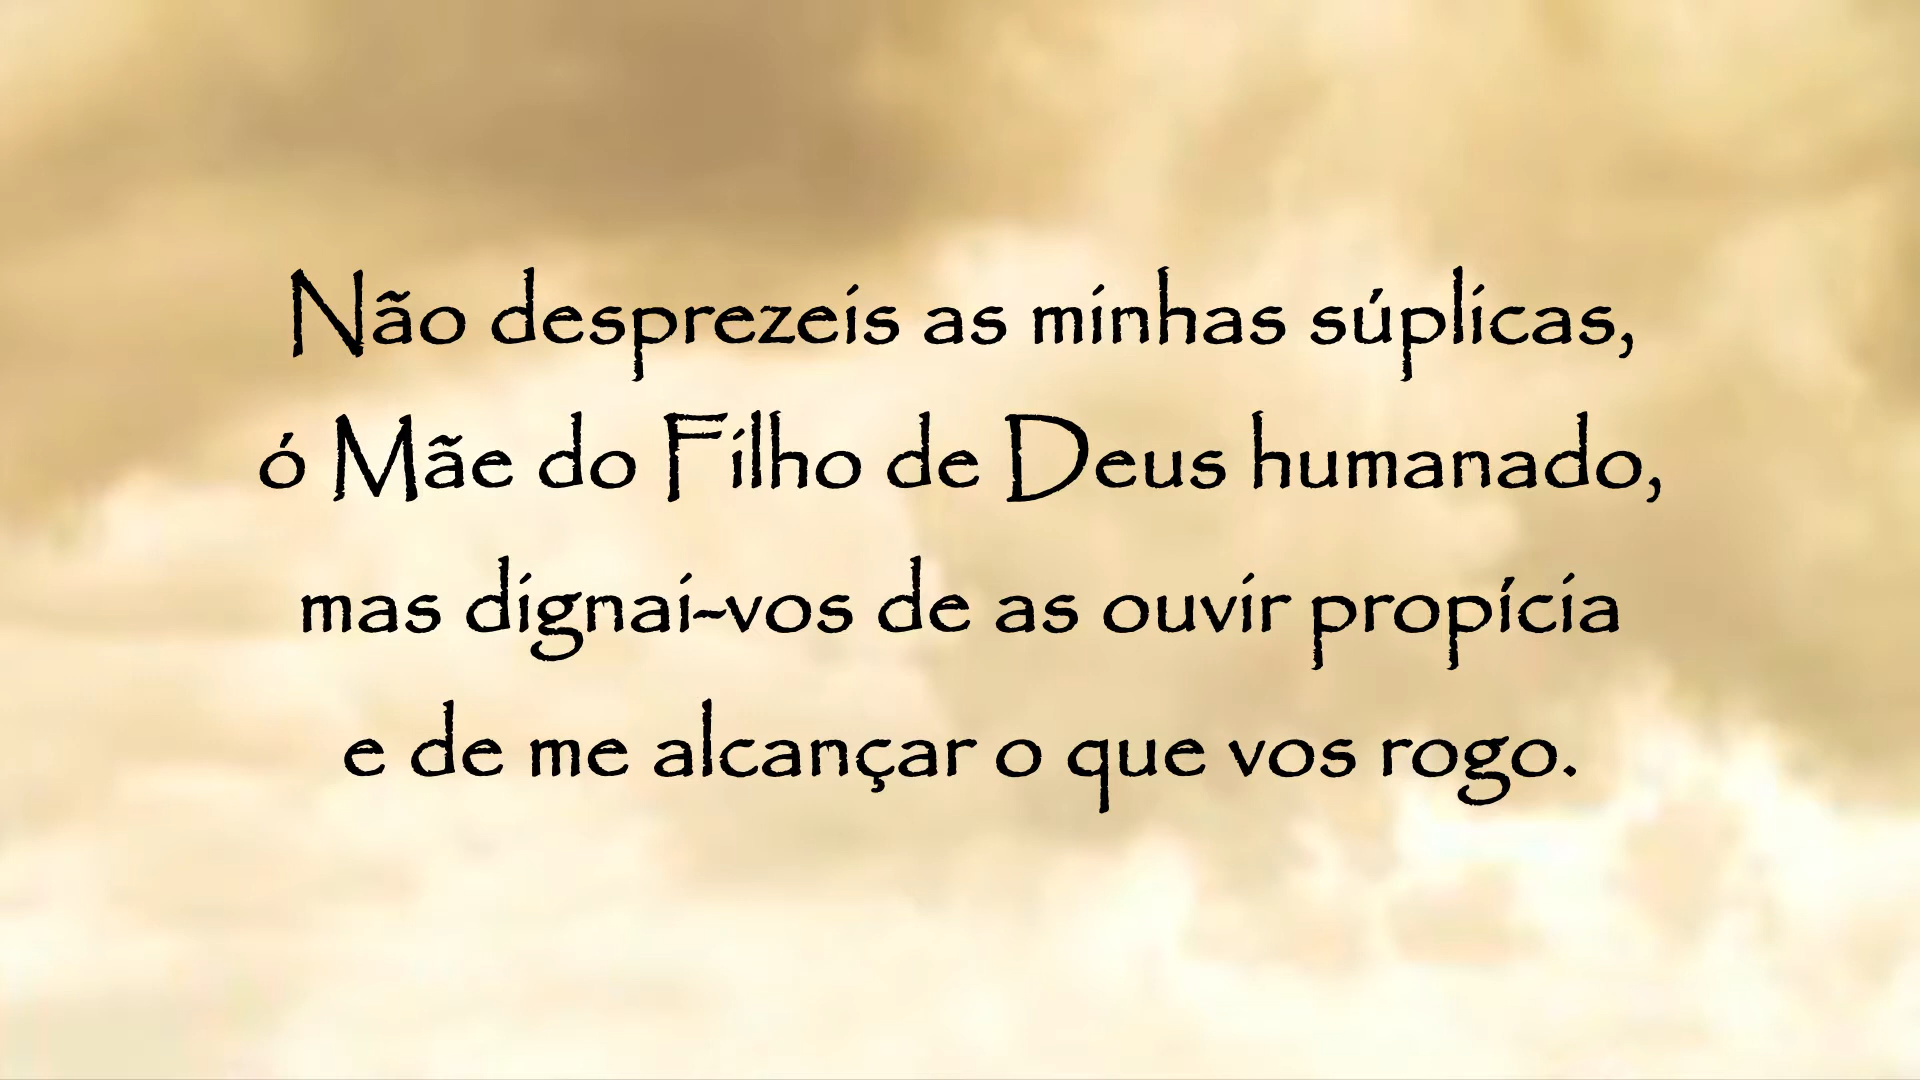 Não desprezeis as minhas súplicas,
ó Mãe do Filho de Deus humanado,
mas dignai-vos de as ouvir propícia
e de me alcançar o que vos rogo.